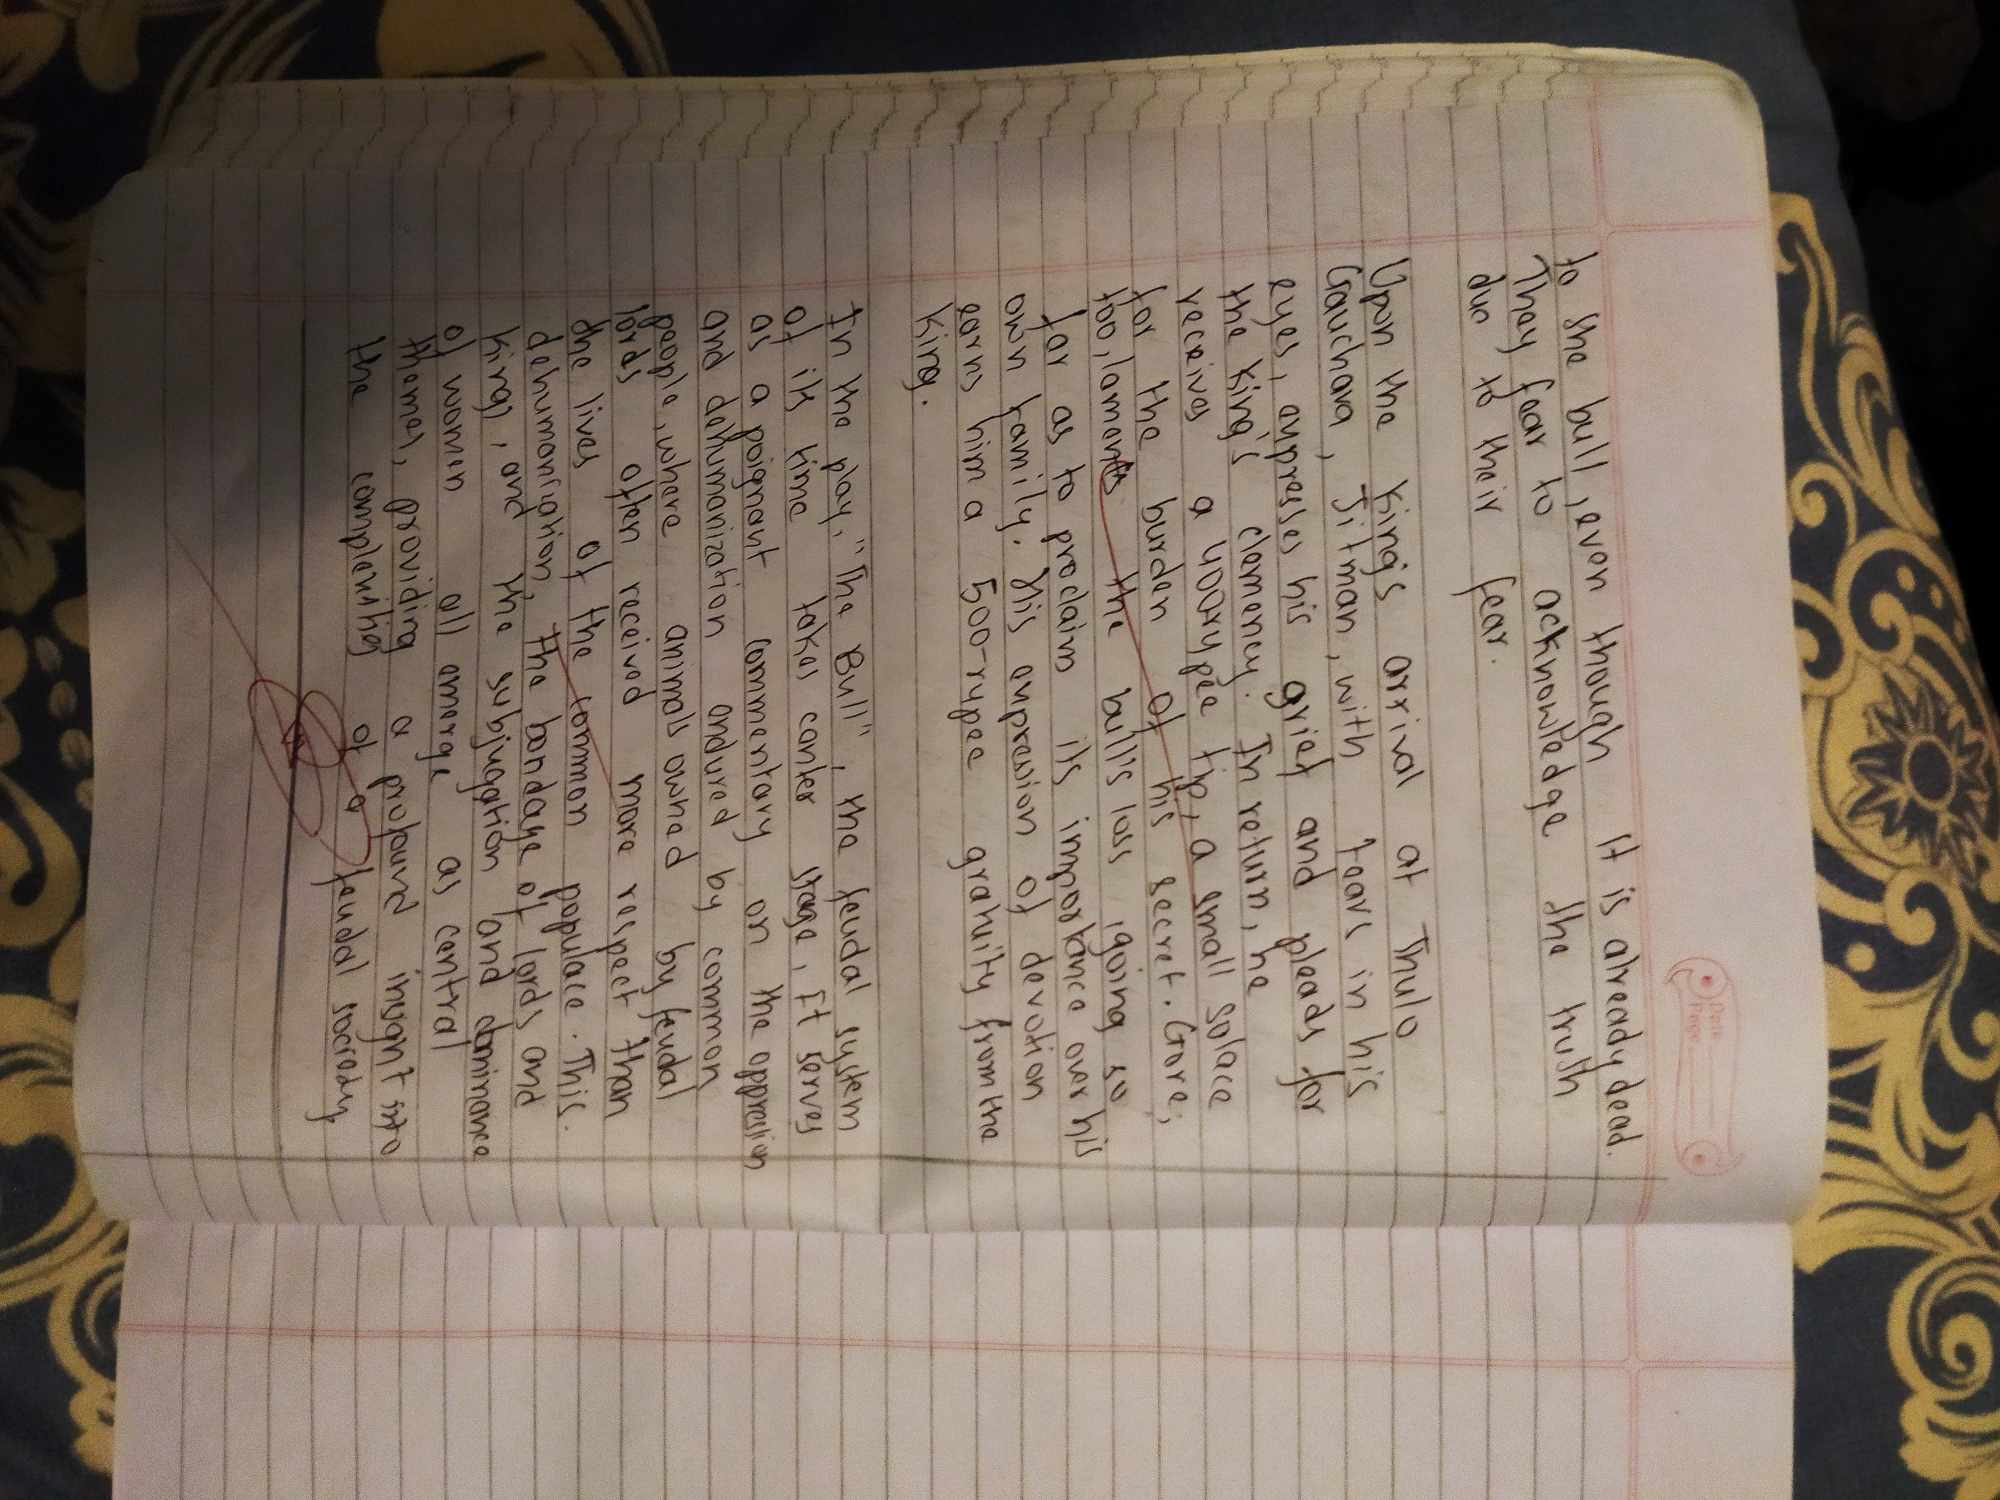 Date
Page
to the bull, even though It is already dead.
They fear to acknowledge the truth
due to their fear.
Upon the King's arrival at Thulo
Gauchara, Jitman, with tears in his
eyes, expresses his grief and pleads for
the King's clemency. In return, he
receives a 400-rypee tip, a small solace
for the burden of his secret. Gore,
too, laments the bull's loss, going so
far as to proclaim its importance over his
own family. His expression of devotion
earns him a 500-rypee gratuity from the
King.
In the play, "The Bull", the feudal system
of its time takes center stage, It serves
as a poignant commentary on the oppression
and dehumanization endured by common
people, where animals owned by feudal
lords often received more respect than
the lives of the common populace. This
dehumanization, the bondage of lords and
kings, and the subjugation and dominance
of women all emerge as central
themes, providing a profound insight into
the complexities of a feudal society